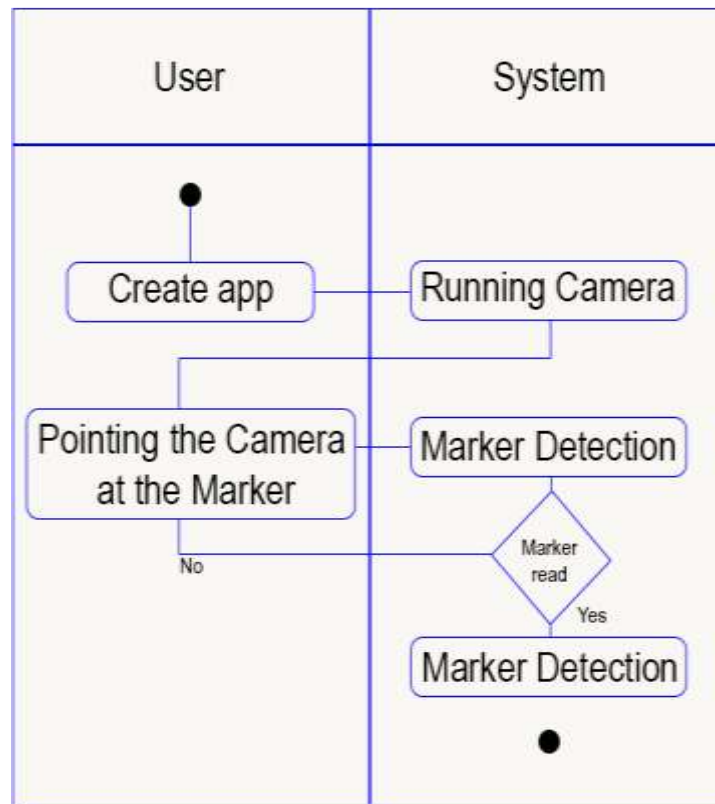 User
System
Create app
Running Camera
Pointing the Camera
at the Marker
Marker Detection
Marker
read
No
Yes
Marker Detection